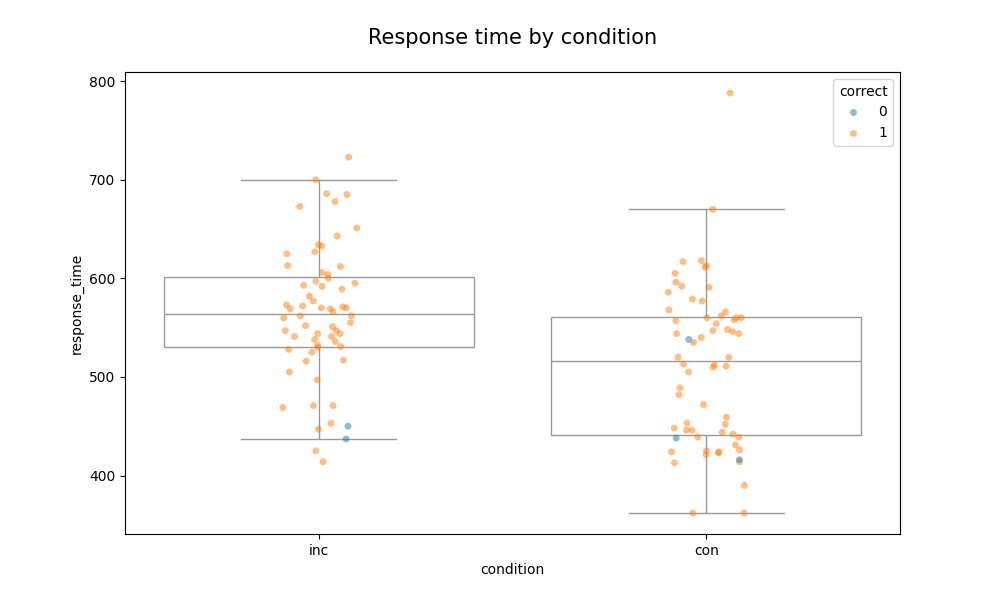 Response time by condition
correct
0
1
800
700
600
500
400
response_time
inc
con
condition